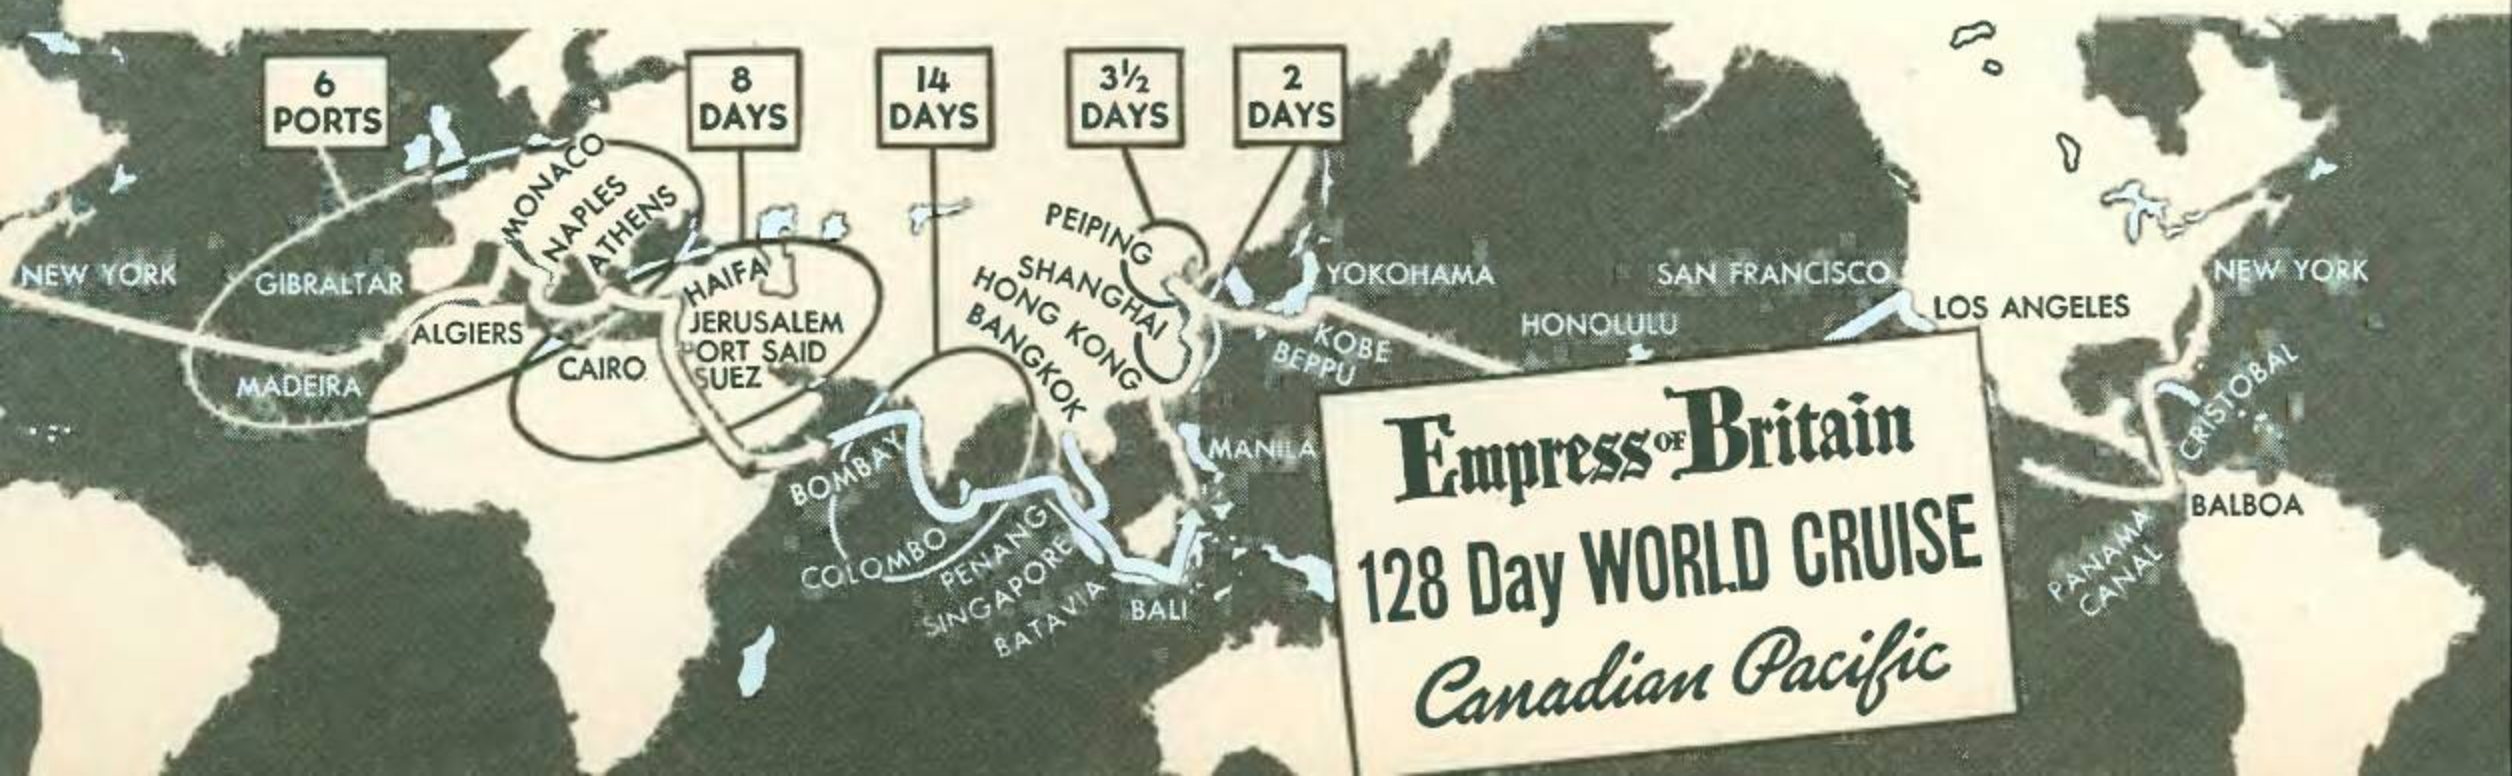 6
PORTS
8
DAYS
14
DAYS
3½
DAYS
2
DAYS
NEW YORK
GIBRALTAR
MADEIRA
ALGIERS
MONACO
NAPLES
ATHENS
CAIRO
HAIFA
JERUSALEM
ORT SAID
SUEZ
BOMBAY
COLOMBO
PENANG
SINGAPORE
BATAVIA
BALI
PEIPING
SHANGHAI
HONG KONG
BANGKOK
MANILA
YOKOHAMA
KOBE
BEPPU
HONOLULU
SAN FRANCISCO
LOS ANGELES
NEW YORK
CRISTOBAL
BALBOA
PANAMA
CANAL
Empress OF Britain
128 Day WORLD CRUISE
Canadian Pacific